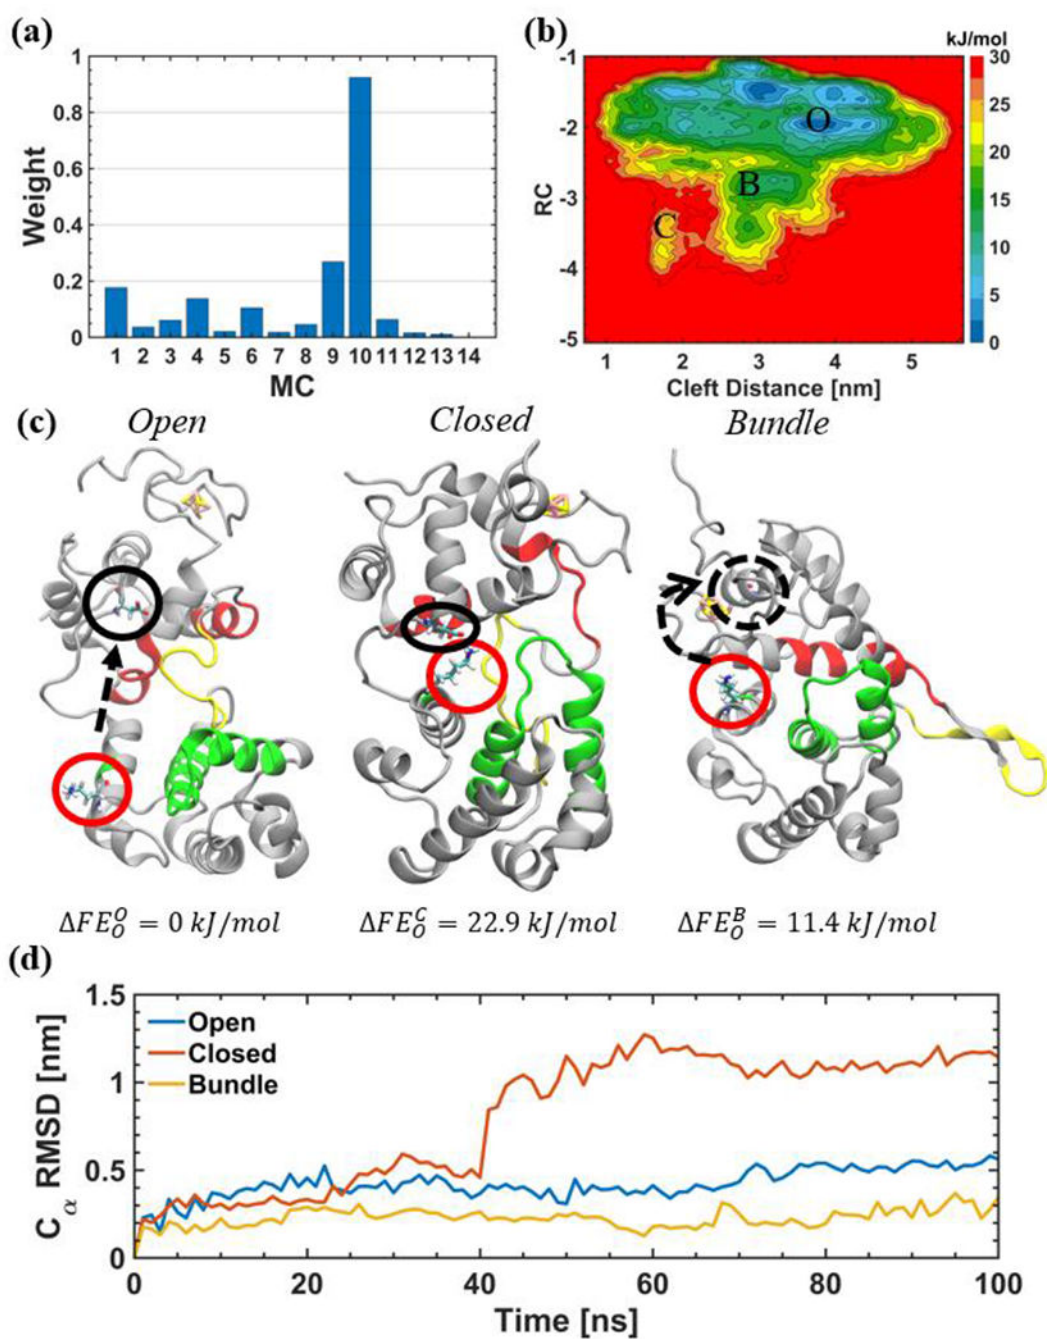 (a)
1
0.8
0.6
0.4
0.2
0
Weight
1 2 3 4 5 6 7 8 9 10 11 12 13 14
MC
(b)
kJ/mol
-1
-2
-3
-4
-5
RC
O
B
C
1 2 3 4 5
Cleft Distance [nm]
30
25
20
15
10
5
0
(c)
Open Closed Bundle
ΔFE_O^O = 0 kJ/mol ΔFE_O^C = 22.9 kJ/mol ΔFE_O^B = 11.4 kJ/mol
(d)
1.5
1
0.5
0
C α RMSD [nm]
Open
Closed
Bundle
0 20 40 60 80 100
Time [ns]